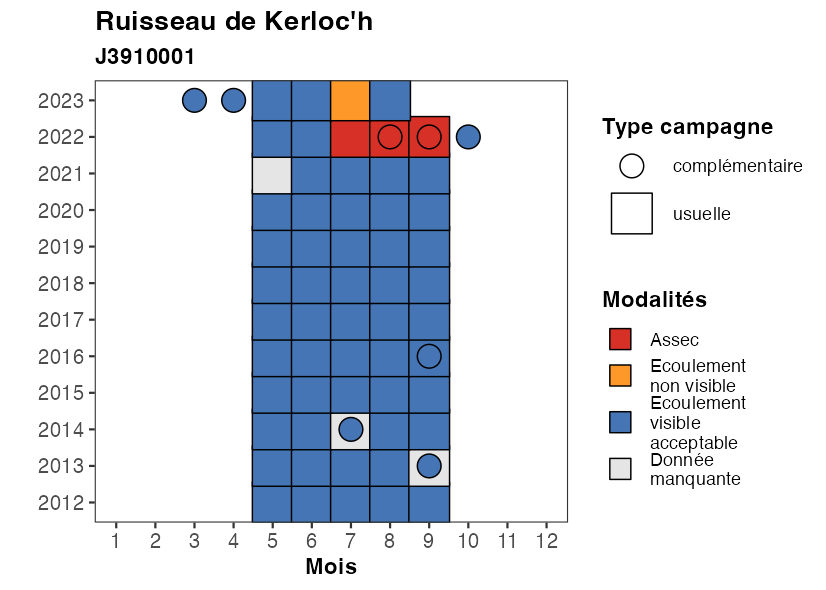 Ruisseau de Kerloc'h
J3910001
2023
2022
2021
2020
2019
2018
2017
2016
2015
2014
2013
2012
1 2 3 4 5 6 7 8 9 10 11 12
Mois
Type campagne
complémentaire
usuelle
Modalités
Assec
Ecoulement
non visible
Ecoulement
visible
acceptable
Donnée
manquante